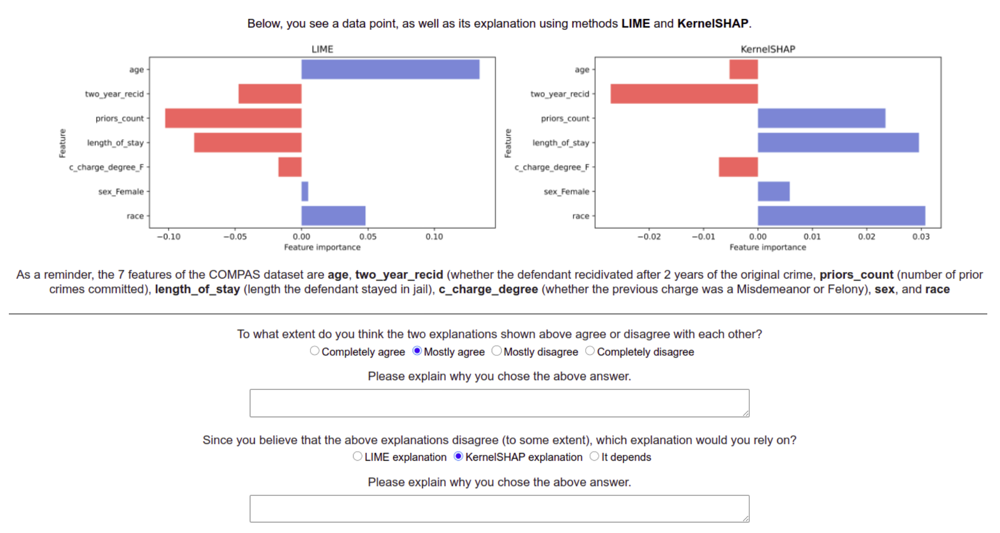 Below, you see a data point, as well as its explanation using methods LIME and KernelSHAP.
LIME
age
two_year_recid
priors_count
length_of_stay
c_charge_degree_F
sex_Female
race
Feature
−0.10 −0.05 0.00 0.05 0.10
Feature importance
KernelSHAP
age
two_year_recid
priors_count
length_of_stay
c_charge_degree_F
sex_Female
race
Feature
−0.02 −0.01 0.00 0.01 0.02 0.03
Feature importance
As a reminder, the 7 features of the COMPAS dataset are age, two_year_recid (whether the defendant recidivated after 2 years of the original crime, priors_count (number of prior
crimes committed), length_of_stay (length the defendant stayed in jail), c_charge_degree (whether the previous charge was a Misdemeanor or Felony), sex, and race
To what extent do you think the two explanations shown above agree or disagree with each other?
Completely agree Mostly agree Mostly disagree Completely disagree
Please explain why you chose the above answer.
Since you believe that the above explanations disagree (to some extent), which explanation would you rely on?
LIME explanation KernelSHAP explanation It depends
Please explain why you chose the above answer.